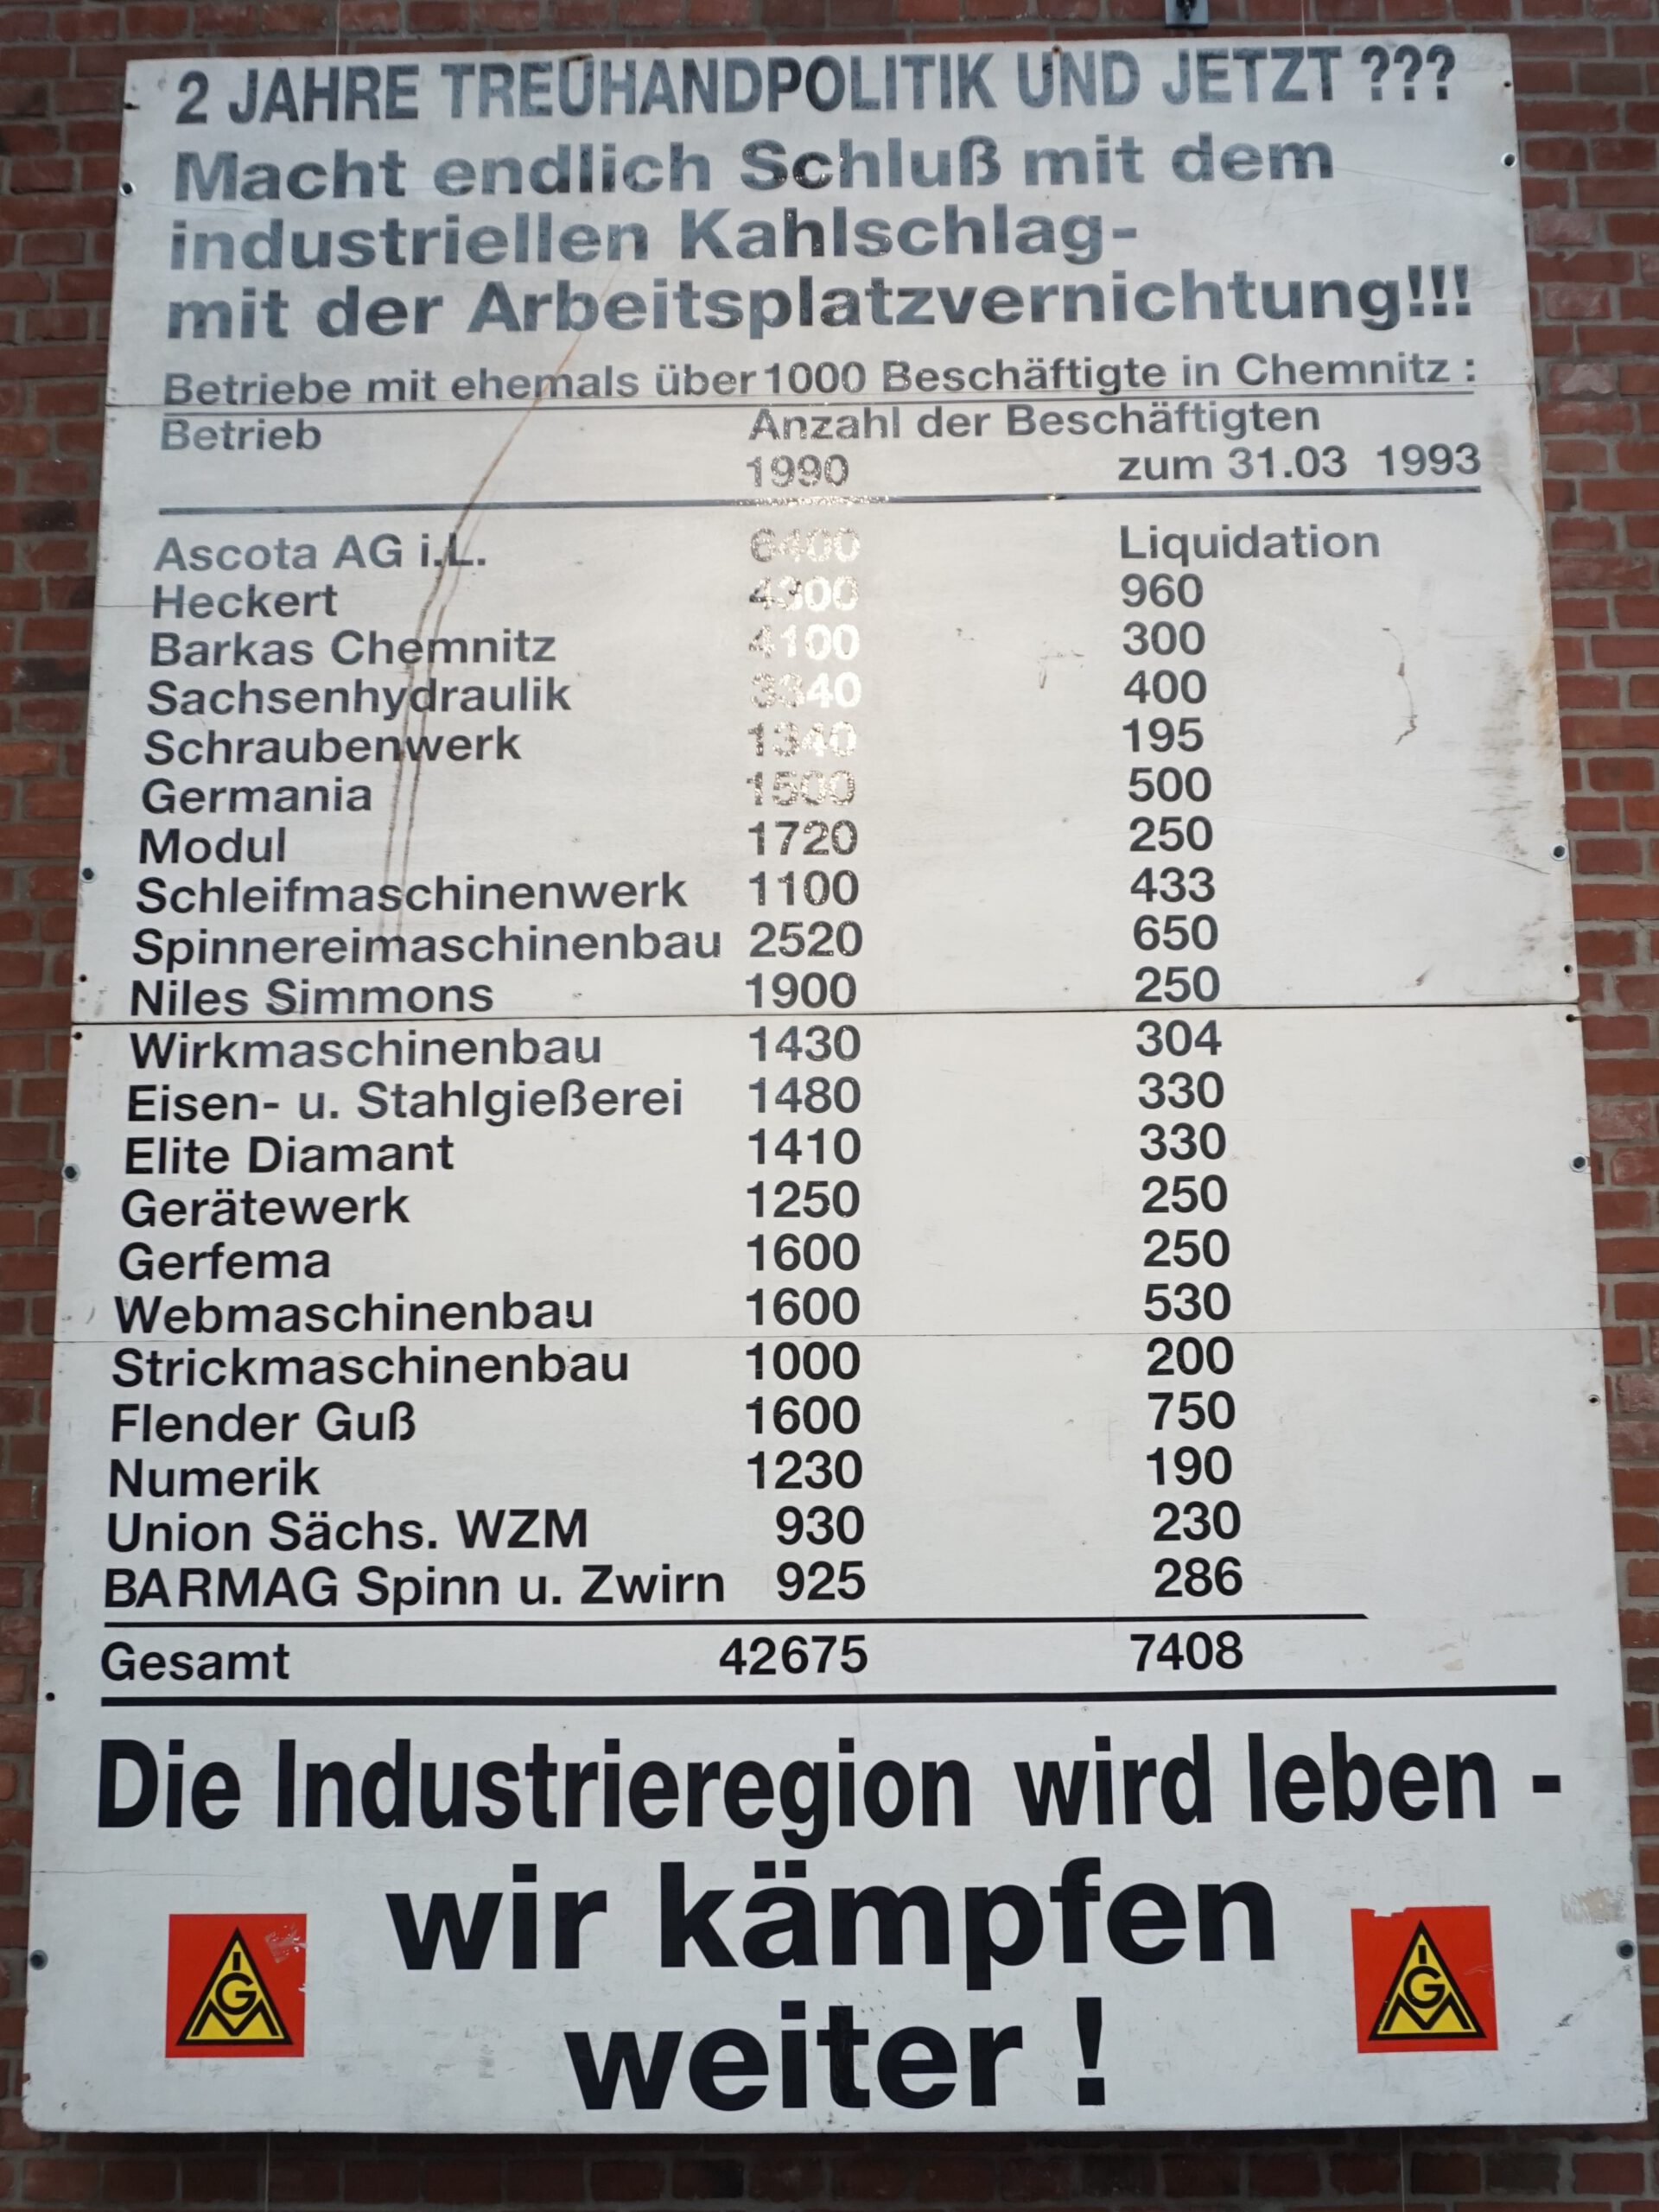 2 JAHRE TREUHANDPOLITIK UND JETZT ???
Macht endlich Schluß mit dem
industriellen Kahlschlag-
mit der Arbeitsplatzvernichtung!!!
Betriebe mit ehemals über 1000 Beschäftigte in Chemnitz :
Betrieb Anzahl der Beschäftigten
1990 zum 31.03 1993
Ascota AG i.L. 6400 Liquidation
Heckert 4300 960
Barkas Chemnitz 4100 300
Sachsenhydraulik 3340 400
Schraubenwerk 1340 195
Germania 1500 500
Modul 1720 250
Schleifmaschinenwerk 1100 433
Spinnereimaschinenbau 2520 650
Niles Simmons 1900 250
Wirkmaschinenbau 1430 304
Eisen- u. Stahlgießerei 1480 330
Elite Diamant 1410 330
Gerätewerk 1250 250
Gerfema 1600 250
Webmaschinenbau 1600 530
Strickmaschinenbau 1000 200
Flender Guß 1600 750
Numerik 1230 190
Union Sächs. WZM 930 230
BARMAG Spinn u. Zwirn 925 286
Gesamt 42675 7408
Die Industrieregion wird leben -
wir kämpfen
weiter !
IGM IGM